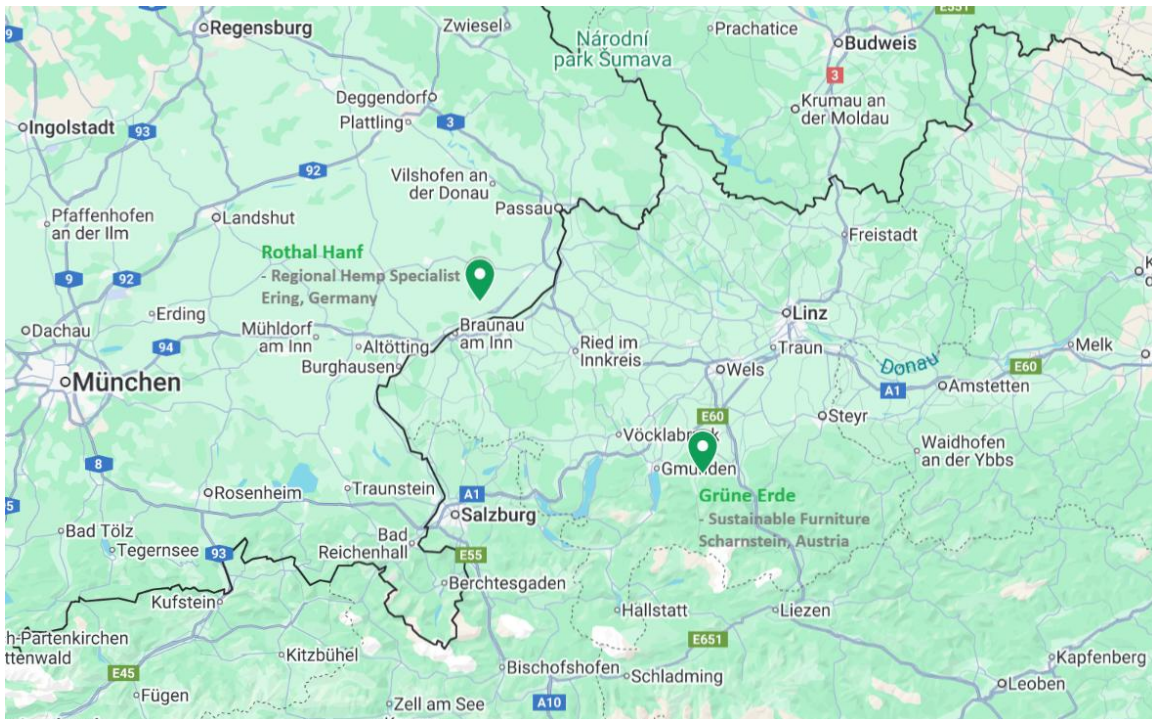 E551
9
Regensburg
Zwiesel
Národní
park Šumava
Prachatice
Budweis
3
Deggendorf
Plattling
3
Krumau an
der Moldau
Ingolstadt
93
92
Vilshofen an
der Donau
Passau
Pfaffenhofen
an der Ilm
Landshut
Freistadt
Rothal Hanf
- Regional Hemp Specialist
Ering, Germany
9
92
Erding
Dachau
Mühldorf
am Inn
94
Altötting
Braunau
am Inn
Burghausen
Ried im
Innkreis
Linz
Traun
Wels
Donau
E60
Melk
A1
Amstetten
München
E60
Steyr
Vöcklabruck
Gmunden
Waidhofen
an der Ybbs
8
Grüne Erde
- Sustainable Furniture
Scharnstein, Austria
Rosenheim
Traunstein
A1
Salzburg
5
Bad Tölz
Tegernsee
93
Bad
Reichenhall
E55
Berchtesgaden
Kufstein
Hallstatt
Liezen
h-Partenkirchen
ttenwald
Kitzbühel
E651
E45
Fügen
Bischofshofen
Schladming
Kapfenberg
Leoben
Zell am See
A10